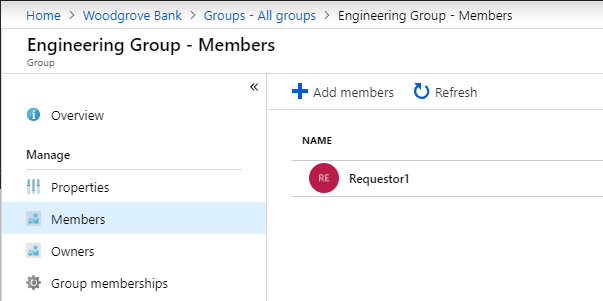 Home > Woodgrove Bank > Groups - All groups > Engineering Group - Members
Engineering Group - Members
Group
«
Overview
Manage
Properties
Members
Owners
Group memberships
Add members Refresh
NAME
RE Requestor1